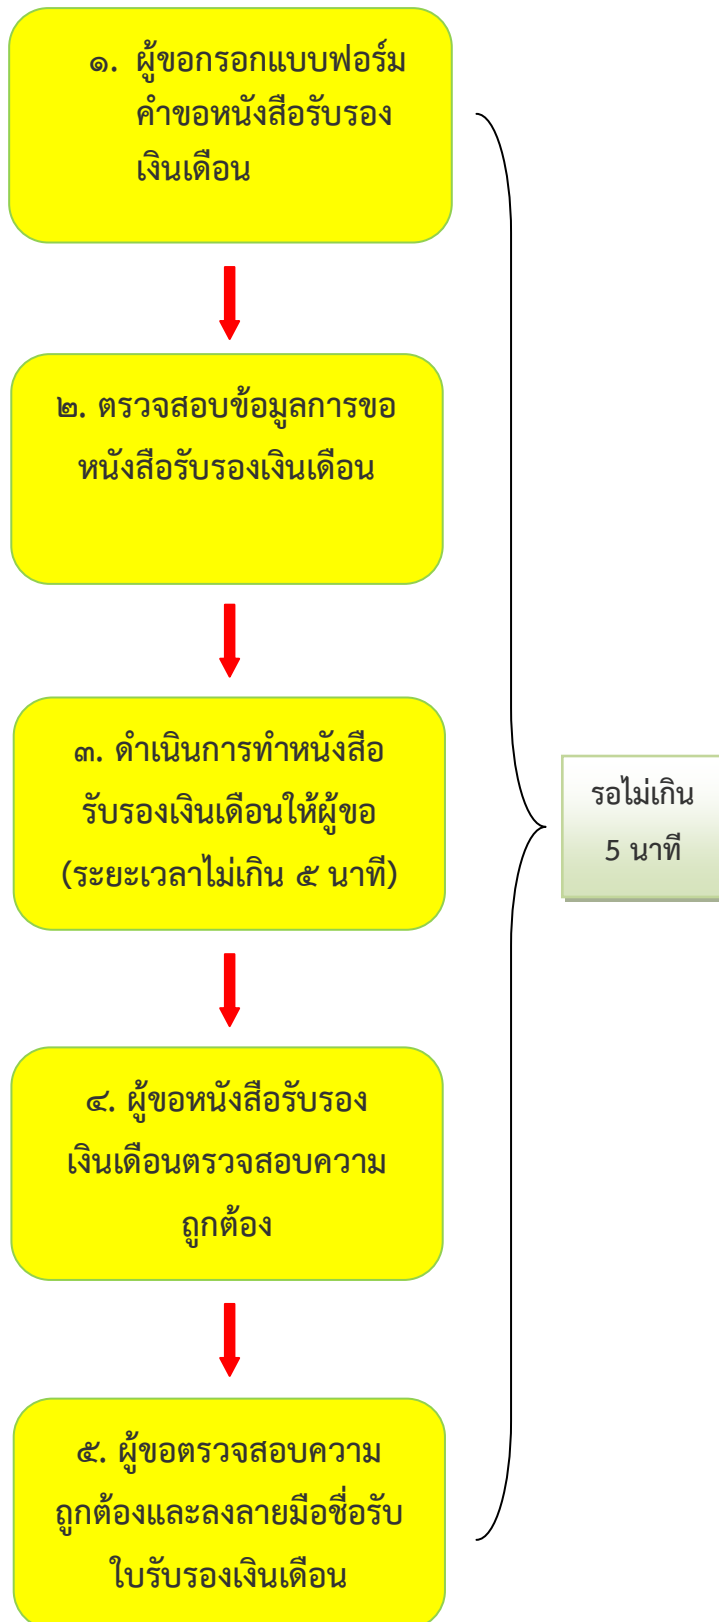 ๑. ผู้ขอกรอกแบบฟอร์ม
คำขอหนังสือรับรอง
เงินเดือน
๒. ตรวจสอบข้อมูลการขอ
หนังสือรับรองเงินเดือน
๓. ดำเนินการทำหนังสือ
รับรองเงินเดือนให้ผู้ขอ
(ระยะเวลาไม่เกิน ๕ นาที)
รอไม่เกิน
5 นาที
๔. ผู้ขอหนังสือรับรอง
เงินเดือนตรวจสอบความ
ถูกต้อง
๕. ผู้ขอตรวจสอบความ
ถูกต้องและลงลายมือชื่อรับ
ใบรับรองเงินเดือน